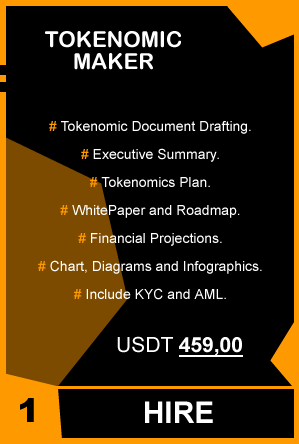 TOKENOMIC
MAKER
# Tokenomic Document Drafting.
# Executive Summary.
# Tokenomics Plan.
# WhitePaper and Roadmap.
# Financial Projections.
# Chart, Diagrams and Infographics.
# Include KYC and AML.
USDT 459,00
1
HIRE